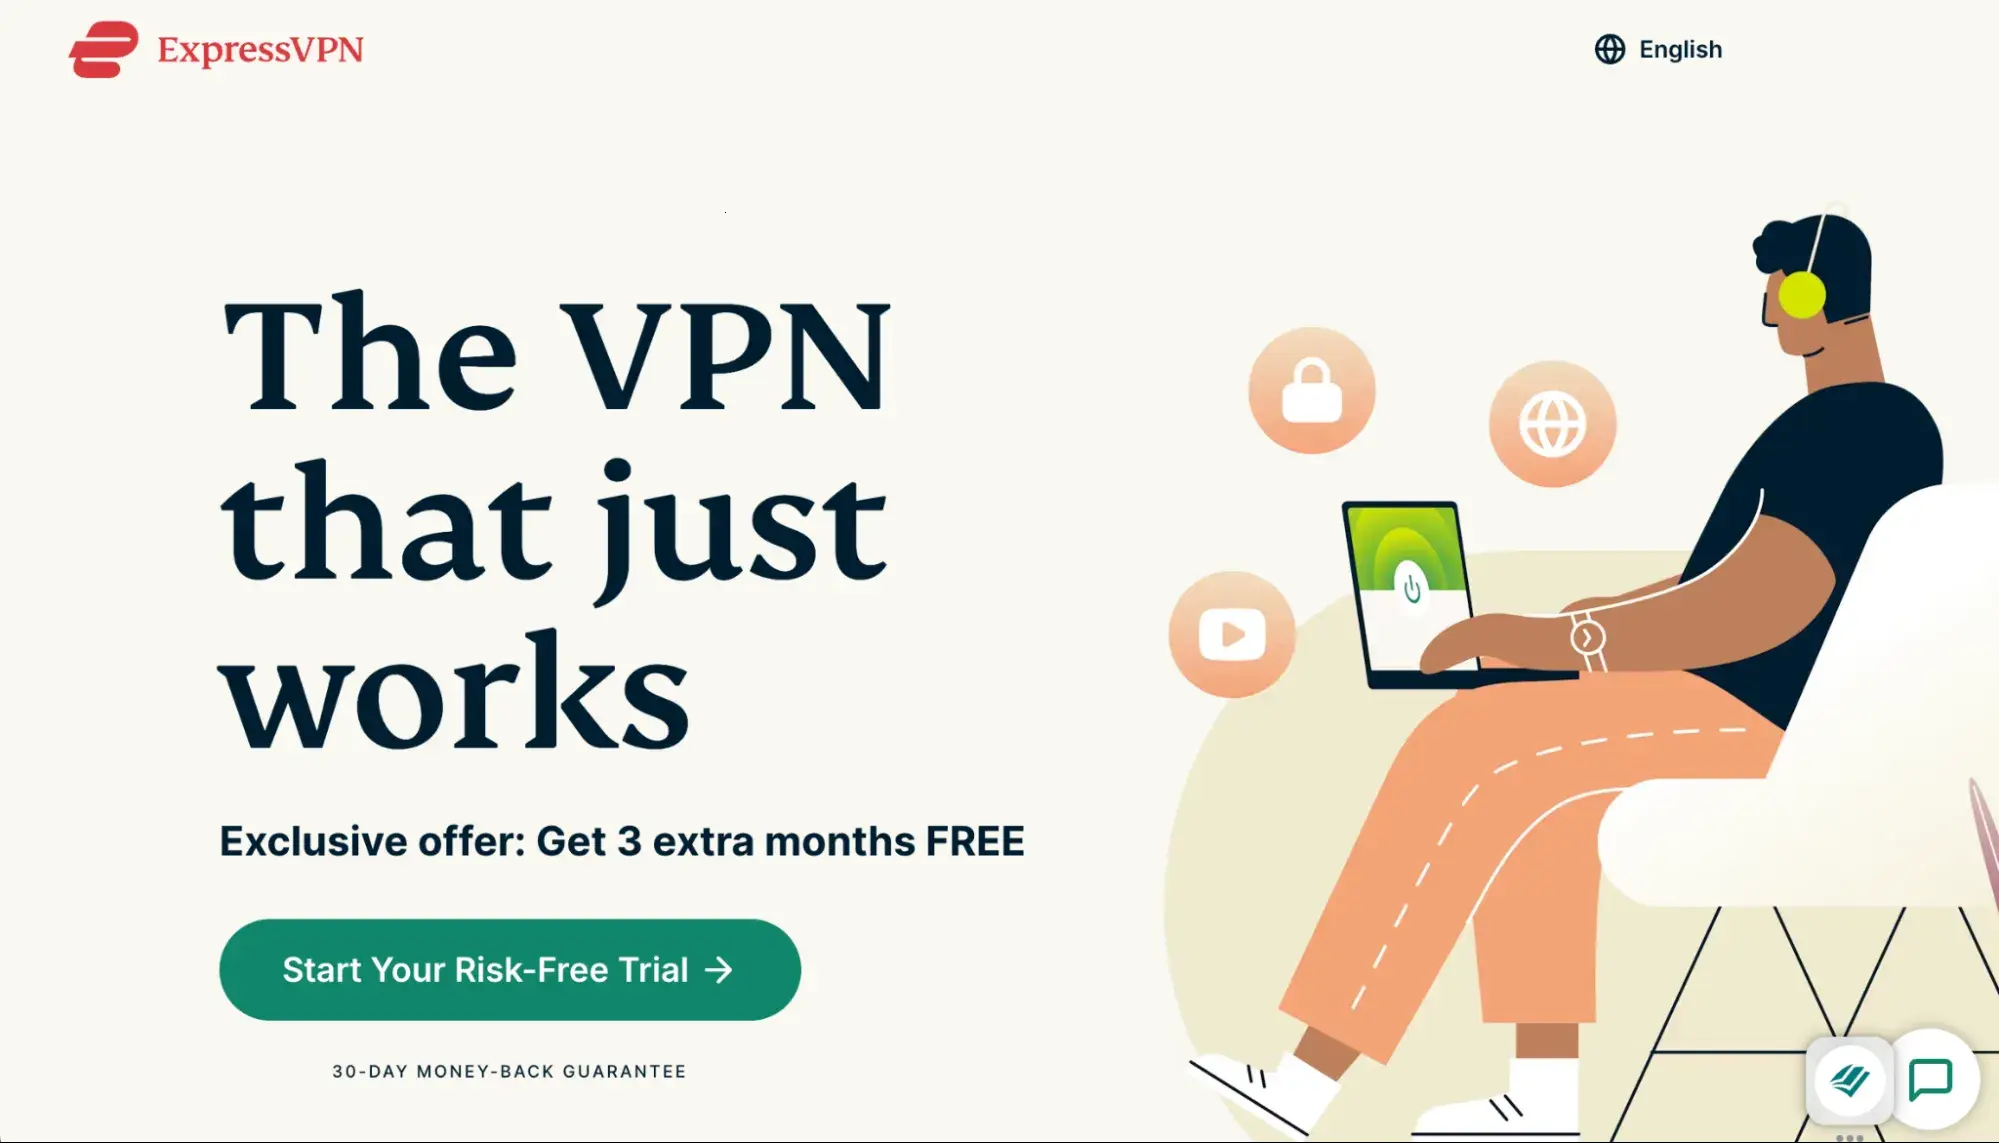 ExpressVPN
English
The VPN
that just
works
Exclusive offer: Get 3 extra months FREE
Start Your Risk-Free Trial →
30-DAY MONEY-BACK GUARANTEE